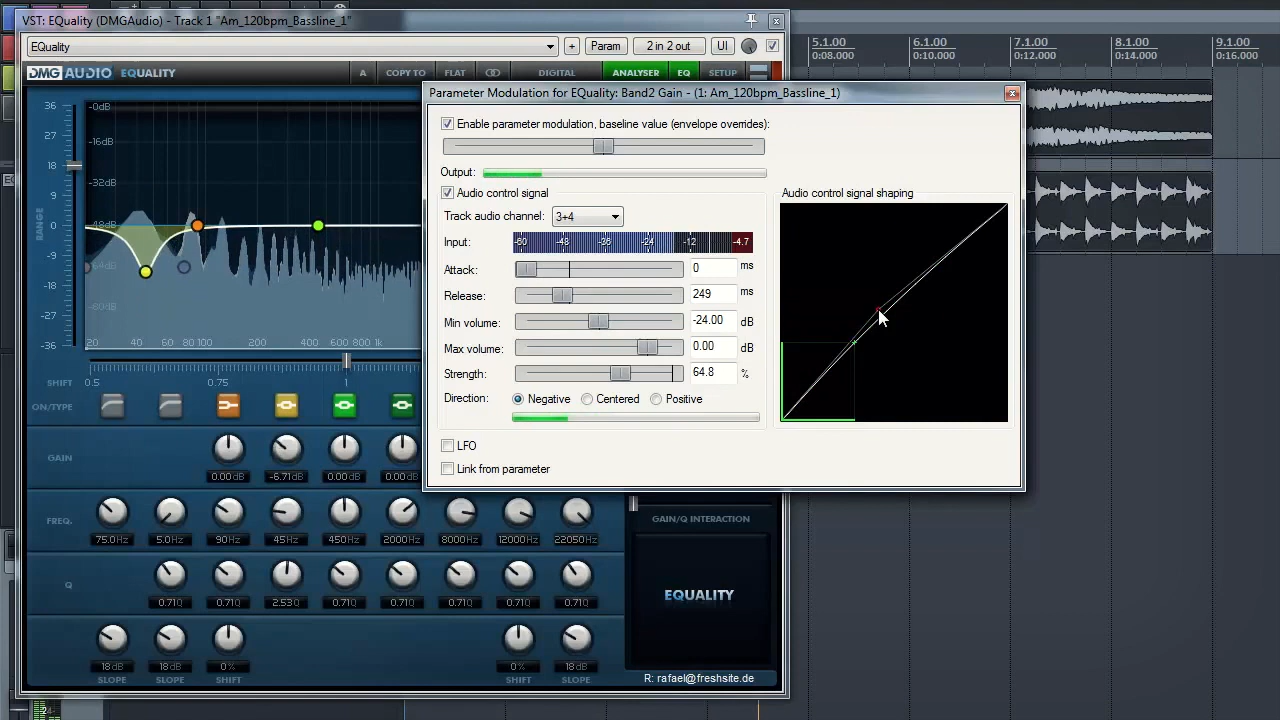 VST: EQuality (DMGAudio) - Track 1 "Am_120bpm_Bassline_1"
EQuality
+
Param
2 in 2 out
UI
DMG AUDIO EQUALITY
A
COPY TO
FLAT
DIGITAL
ANALYSER
EQ
SETUP
5.1.00
0:08.000
6.1.00
0:10.000
7.1.00
0:12.000
8.1.00
0:14.000
9.1.00
0:16.000
36
27
18
9
0
-9
-18
-27
-36
RANGE
-0dB
-16dB
-32dB
-48dB
-64dB
-80dB
20
40
60
80
100
200
400
600
800
1k
SHIFT
0.5
0.75
1
ON/TYPE
GAIN
0.00dB
-6.71dB
0.00dB
0.00dB
FREQ.
75.0Hz
5.0Hz
90Hz
45Hz
450Hz
2000Hz
8000Hz
12000Hz
22050Hz
Q
0.71Q
0.71Q
2.53Q
0.71Q
0.71Q
0.71Q
0.71Q
0.71Q
18dB
18dB
0%
0%
18dB
SLOPE
SLOPE
SHIFT
SHIFT
SLOPE
GAIN/Q INTERACTION
EQUALITY
R: rafael@freshsite.de
Parameter Modulation for EQuality: Band2 Gain - (1: Am_120bpm_Bassline_1)
Enable parameter modulation, baseline value (envelope overrides):
Output:
Audio control signal
Track audio channel:
3+4
Input:
-60
-48
-36
-24
-12
-4.7
Attack:
0
ms
Release:
249
ms
Min volume:
-24.00
dB
Max volume:
0.00
dB
Strength:
64.8
%
Direction:
Negative
Centered
Positive
LFO
Link from parameter
Audio control signal shaping